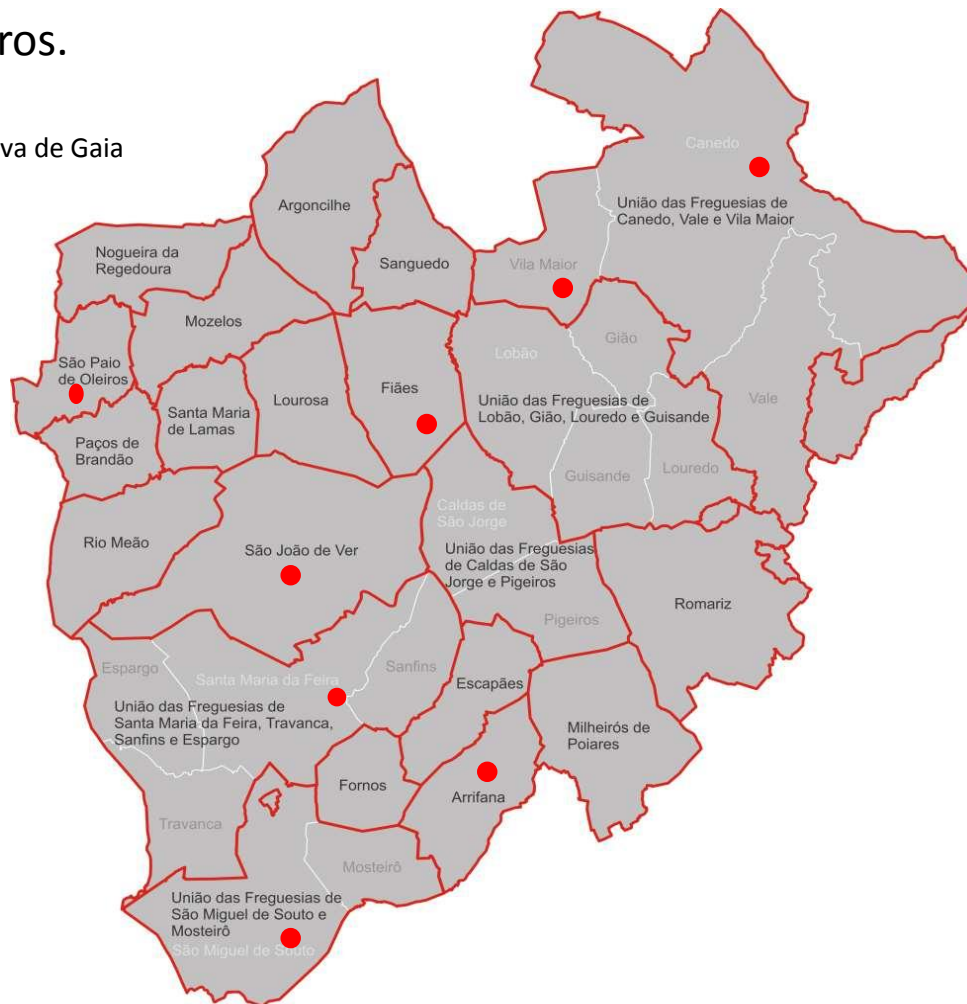 ros.
va de Gaia
Canedo
União das Freguesias de
Canedo, Vale e Vila Maior
Argoncilhe
Nogueira da
Regedoura
Sanguedo
Vila Maior
Mozelos
Gião
Lobão
São Paio
de Oleiros
Fiães
Lourosa
União das Freguesias de
Lobão, Gião, Louredo e Guisande
Vale
Santa Maria
de Lamas
Paços de
Brandão
Guisande
Louredo
Caldas de
São Jorge
Rio Meão
São João de Ver
União das Freguesias
de Caldas de São
Jorge e Pigeiros
Romariz
Pigeiros
Espargo
Santa Maria da Feira
Sanfins
Escapães
União das Freguesias de
Santa Maria da Feira, Travanca,
Sanfins e Espargo
Milheirós de
Poiares
Fornos
Arrifana
Travanca
Mosteirô
União das Freguesias de
São Miguel de Souto e
Mosteirô
São Miguel de Souto